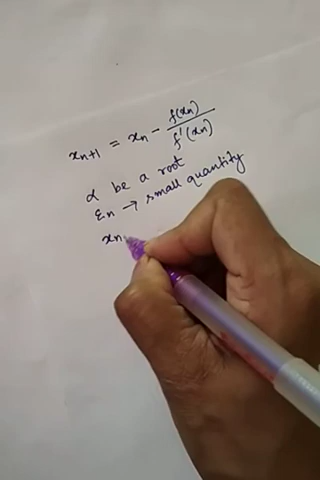 xn+1 = xn - f(xn) / f'(xn)
α be a root
εn → small quantity
xn